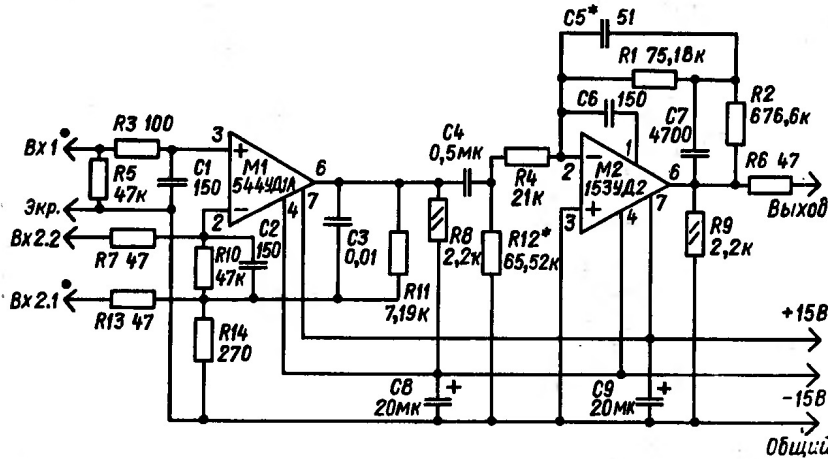 C5* 51
R1 75,18к
C6 150
R2 676,6к
C7 4700
R3 100
Вх 1
R5 47к
C1 150
3
+
M1
544УД1А
6
-
2
4
7
C4 0,5мк
R4 21к
2
-
M2
153УД2
1
6
3
+
4
7
R6 47
Выход
Экр.
Вх 2.2
R7 47
R10 47к
C2 150
C3 0,01
R8 2,2к
R12* 65,52к
R9 2,2к
R11 7,19к
Вх 2.1
R13 47
R14 270
+15В
C8 20мк
+
C9 20мк
+
-15В
Общий